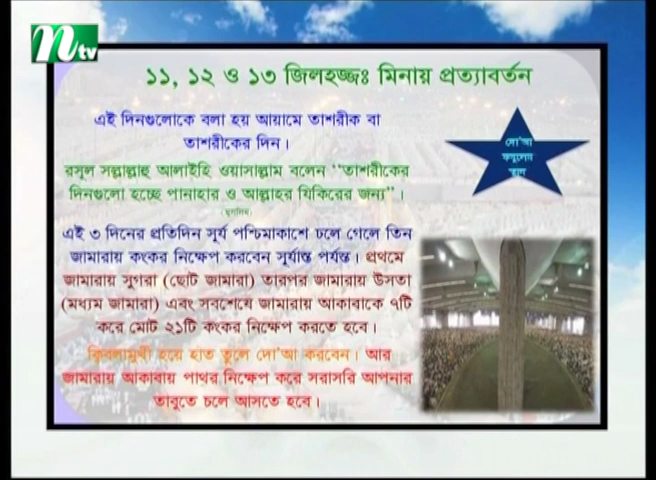 ntv
১১, ১২ ও ১৩ জিলহজ্জঃ মিনায় প্রত্যাবর্তন
এই দিনগুলোকে বলা হয় আয়ামে তাশরীক বা
তাশরীকের দিন।
রসূল সল্লাল্লাহু আলাইহি ওয়াসাল্লাম বলেন “তাশরীকের
দিনগুলো হচ্ছে পানাহার ও আল্লাহর যিকিরের জন্য”।
(মুসলিম)
এই ৩ দিনের প্রতিদিন সূর্য পশ্চিমাকাশে ঢলে গেলে তিন
জামারায় কংকর নিক্ষেপ করবেন সূর্যাস্ত পর্যন্ত। প্রথমে
জামারায় সুগরা (ছোট জামারা) তারপর জামারায় উসতা
(মধ্যম জামারা) এবং সবশেষে জামারায় আকাবাকে ৭টি
করে মোট ২১টি কংকর নিক্ষেপ করতে হবে।
ক্বিবলামুখী হয়ে হাত তুলে দো'আ করবেন। আর
জামারায় আকাবায় পাথর নিক্ষেপ করে সরাসরি আপনার
তাবুতে চলে আসতে হবে।
দো'আ
কবুলের
স্থল